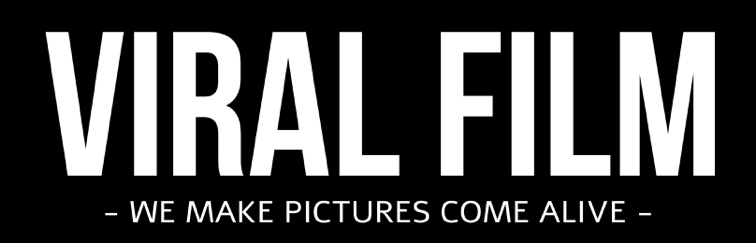 VIRAL FILM
– WE MAKE PICTURES COME ALIVE –